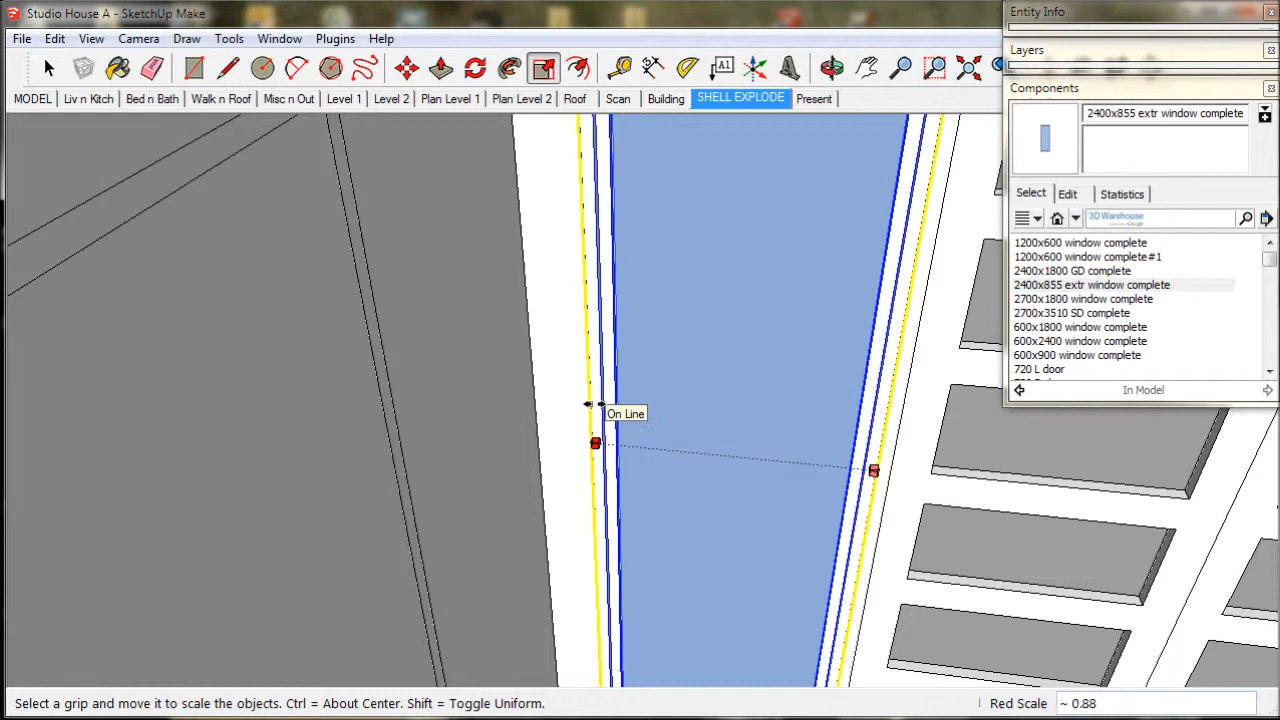 Studio House A - SketchUp Make
File Edit View Camera Draw Tools Window Plugins Help
A1
MODEL Liv n Kitch Bed n Bath Walk n Roof Misc n Out Level 1 Level 2 Plan Level 1 Plan Level 2 Roof Scan Building SHELL EXPLODE Present
On Line
Entity Info
Layers
Components
2400x855 extr window complete
Select Edit Statistics
3D Warehouse
1200x600 window complete
1200x600 window complete#1
2400x1800 GD complete
2400x855 extr window complete
2700x1800 window complete
2700x3510 SD complete
600x1800 window complete
600x2400 window complete
600x900 window complete
720 L door
In Model
Select a grip and move it to scale the objects. Ctrl = About Center. Shift = Toggle Uniform. Red Scale ~ 0.88